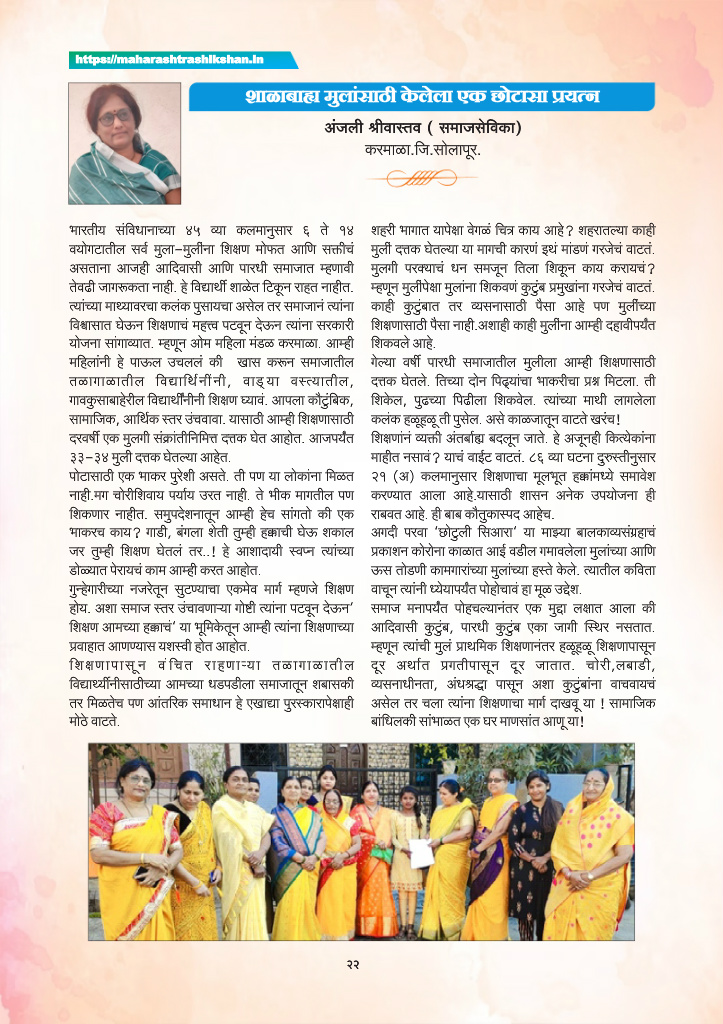 https://maharashtrashikshan.in
शाळाबाह्य मुलांसाठी केलेला एक छोटासा प्रयत्न
अंजली श्रीवास्तव ( समाजसेविका)
करमाळा.जि.सोलापूर.
भारतीय संविधानाच्या ४५ व्या कलमानुसार ६ ते १४
वयोगटातील सर्व मुला-मुलींना शिक्षण मोफत आणि सक्तीचं
असताना आजही आदिवासी आणि पारधी समाजात म्हणावी
तेवढी जागरूकता नाही. हे विद्यार्थी शाळेत टिकून राहत नाहीत.
त्यांच्या माथ्यावरचा कलंक पुसायचा असेल तर समाजानं त्यांना
विश्वासात घेऊन शिक्षणाचं महत्त्व पटवून देऊन त्यांना सरकारी
योजना सांगाव्यात. म्हणून ओम महिला मंडळ करमाळा. आम्ही
महिलांनी हे पाऊल उचललं की खास करून समाजातील
तळागाळातील विद्यार्थिनींनी, वाड्या वस्त्यातील,
गावकुसाबाहेरील विद्यार्थींनीनी शिक्षण घ्यावं. आपला कौटुंबिक,
सामाजिक, आर्थिक स्तर उंचवावा. यासाठी आम्ही शिक्षणासाठी
दरवर्षी एक मुलगी संक्रांतीनिमित्त दत्तक घेत आहोत. आजपर्यंत
३३-३४ मुली दत्तक घेतल्या आहेत.
पोटासाठी एक भाकर पुरेशी असते. ती पण या लोकांना मिळत
नाही.मग चोरीशिवाय पर्याय उरत नाही. ते भीक मागतील पण
शिकणार नाहीत. समुपदेशनातून आम्ही हेच सांगतो की एक
भाकरच काय? गाडी, बंगला शेती तुम्ही हक्काची घेऊ शकाल
जर तुम्ही शिक्षण घेतलं तर..! हे आशादायी स्वप्न त्यांच्या
डोळ्यात पेरायचं काम आम्ही करत आहोत.
गुन्हेगारीच्या नजरेतून सुटण्याचा एकमेव मार्ग म्हणजे शिक्षण
होय. अशा समाज स्तर उंचावणाऱ्या गोष्टी त्यांना पटवून देऊन’
शिक्षण आमच्या हक्काचं’ या भूमिकेतून आम्ही त्यांना शिक्षणाच्या
प्रवाहात आणण्यास यशस्वी होत आहोत.
शिक्षणापासून वंचित राहणाऱ्या तळागाळातील
विद्यार्थ्यीनीसाठीच्या आमच्या धडपडीला समाजातून शबासकी
तर मिळतेच पण आंतरिक समाधान हे एखाद्या पुरस्कारापेक्षाही
मोठे वाटते.
शहरी भागात यापेक्षा वेगळं चित्र काय आहे? शहरातल्या काही
मुली दत्तक घेतल्या या मागची कारणं इथं मांडणं गरजेचं वाटतं.
मुलगी परक्याचं धन समजून तिला शिकून काय करायचं?
म्हणून मुलींपेक्षा मुलांना शिकवणं कुटुंब प्रमुखांना गरजेचं वाटतं.
काही कुटुंबात तर व्यसनासाठी पैसा आहे पण मुलींच्या
शिक्षणासाठी पैसा नाही.अशाही काही मुलींना आम्ही दहावीपर्यंत
शिकवले आहे.
गेल्या वर्षी पारधी समाजातील मुलीला आम्ही शिक्षणासाठी
दत्तक घेतले. तिच्या दोन पिढ्यांचा भाकरीचा प्रश्न मिटला. ती
शिकेल, पुढच्या पिढीला शिकवेल. त्यांच्या माथी लागलेला
कलंक हळूहळू ती पुसेल. असे काळजातून वाटते खरंच!
शिक्षणांनं व्यक्ती अंतर्बाह्य बदलून जाते. हे अजूनही कित्येकांना
माहीत नसावं? याचं वाईट वाटतं. ८६ व्या घटना दुरुस्तीनुसार
२१ (अ) कलमानुसार शिक्षणाचा मूलभूत हक्कांमध्ये समावेश
करण्यात आला आहे.यासाठी शासन अनेक उपयोजना ही
राबवत आहे. ही बाब कौतुकास्पद आहेच.
अगदी परवा ’छोटुली सिआरा’ या माझ्या बालकाव्यसंग्रहाचं
प्रकाशन कोरोना काळात आई वडील गमावलेला मुलांच्या आणि
ऊस तोडणी कामगारांच्या मुलांच्या हस्ते केले. त्यातील कविता
वाचून त्यांनी ध्येयापर्यंत पोहोचावं हा मूळ उद्देश.
समाज मनापर्यंत पोहचल्यानंतर एक मुद्दा लक्षात आला की
आदिवासी कुटुंब, पारधी कुटुंब एका जागी स्थिर नसतात.
म्हणून त्यांची मुलं प्राथमिक शिक्षणानंतर हळूहळू शिक्षणापासून
दूर अर्थात प्रगतीपासून दूर जातात. चोरी,लबाडी,
व्यसनाधीनता, अंधश्रद्धा पासून अशा कुटुंबांना वाचवायचं
असेल तर चला त्यांना शिक्षणाचा मार्ग दाखवू या ! सामाजिक
बांधिलकी सांभाळत एक घर माणसांत आणू या!
२२